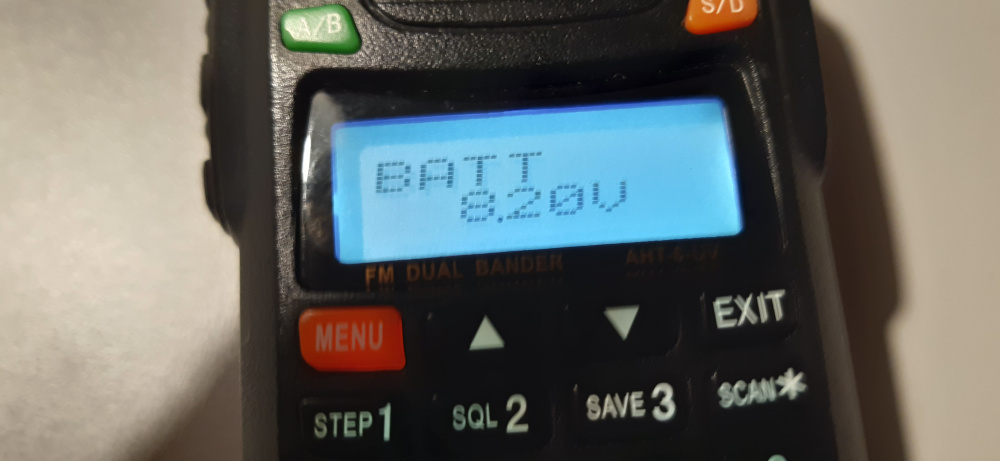 A/B
S/D
BATT
8.20V
FM DUAL BANDER
MENU
▲
▼
EXIT
STEP 1
SQL 2
SAVE 3
SCAN*